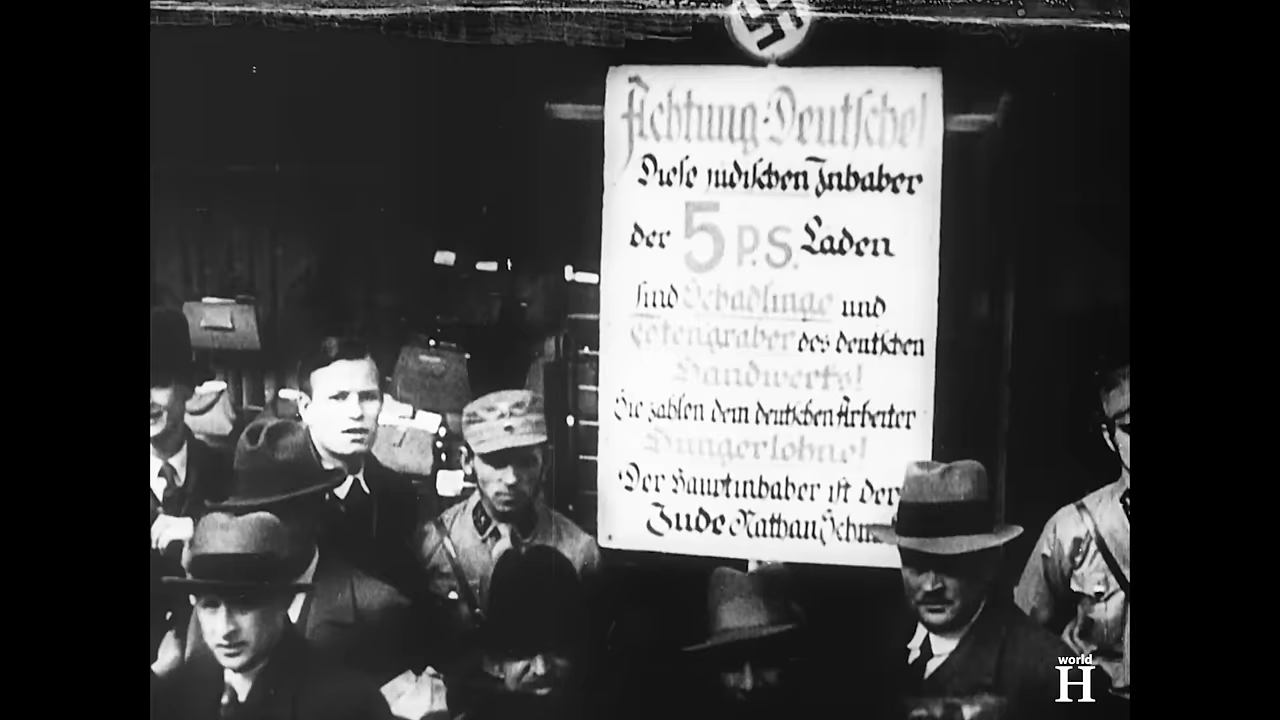 Achtung·Deutsche!
Diese jüdischen Inhaber
der 5 P.S. Läden
sind Schädlinge und
Totengräber des deutschen
Handwerks!
Sie zahlen dem deutschen Arbeiter
Hungerlöhne!
Der Hauptinhaber ist der
Jude Nathan
world
H